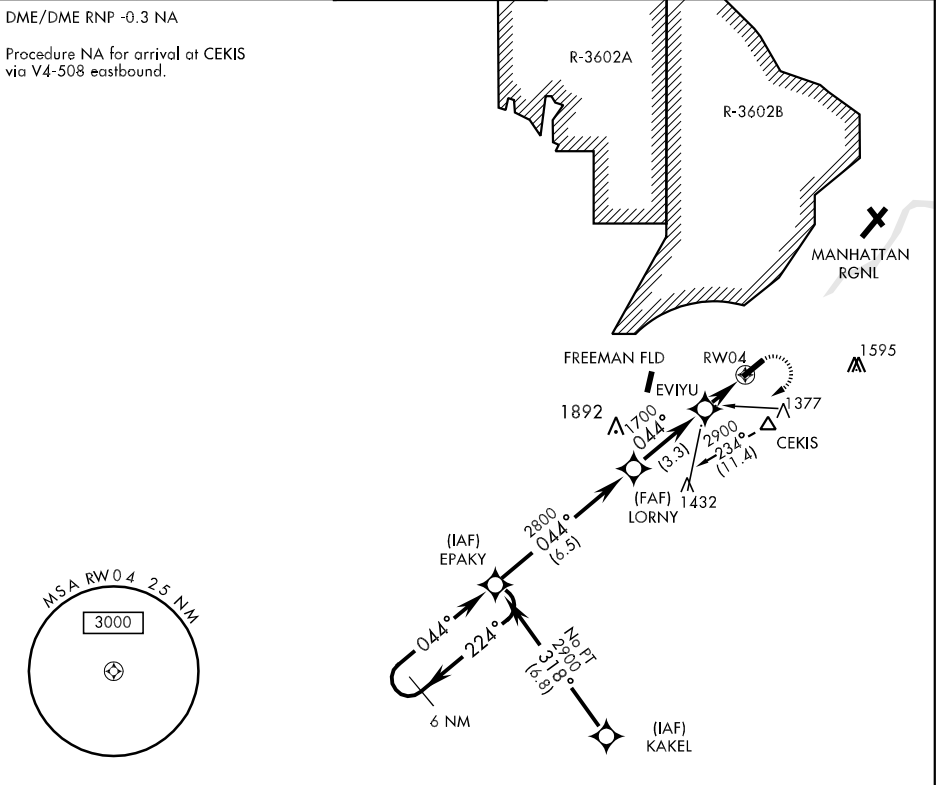 DME/DME RNP -0.3 NA
Procedure NA for arrival at CEKIS
via V4-508 eastbound.
R-3602A
R-3602B
MANHATTAN
RGNL
1595
FREEMAN FLD
RW04
EVIYU
1377
1892
1700
044°
(3.3)
2900
234°
(11.4)
CEKIS
(FAF)
LORNY
1432
2800
044°
(6.5)
(IAF)
EPAKY
044°
224°
6 NM
No PT
2900
318°
(6.8)
(IAF)
KAKEL
MSA RW04 25 NM
3000